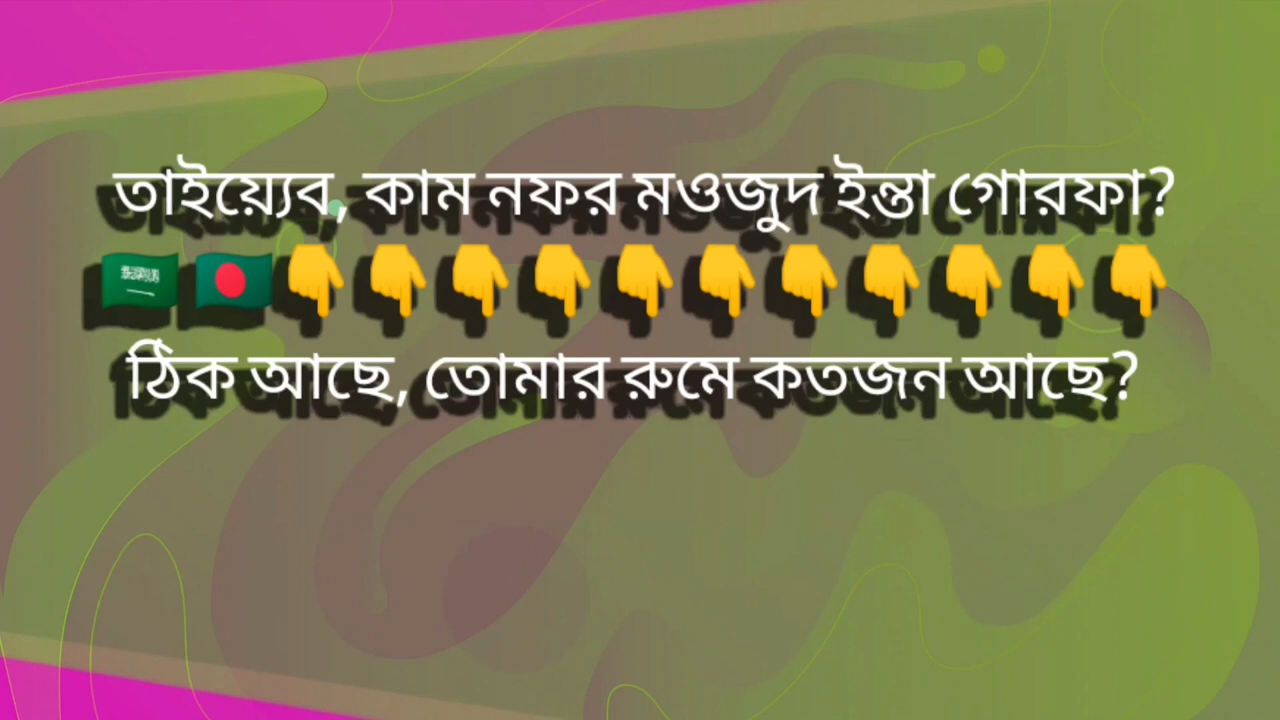 তাইয়্যেব, কাম নফর মওজুদ ইন্তা গোরফা?
🇸🇦 🇧🇩👇👇👇👇👇👇👇👇👇👇👇
ঠিক আছে, তোমার রুমে কতজন আছে?